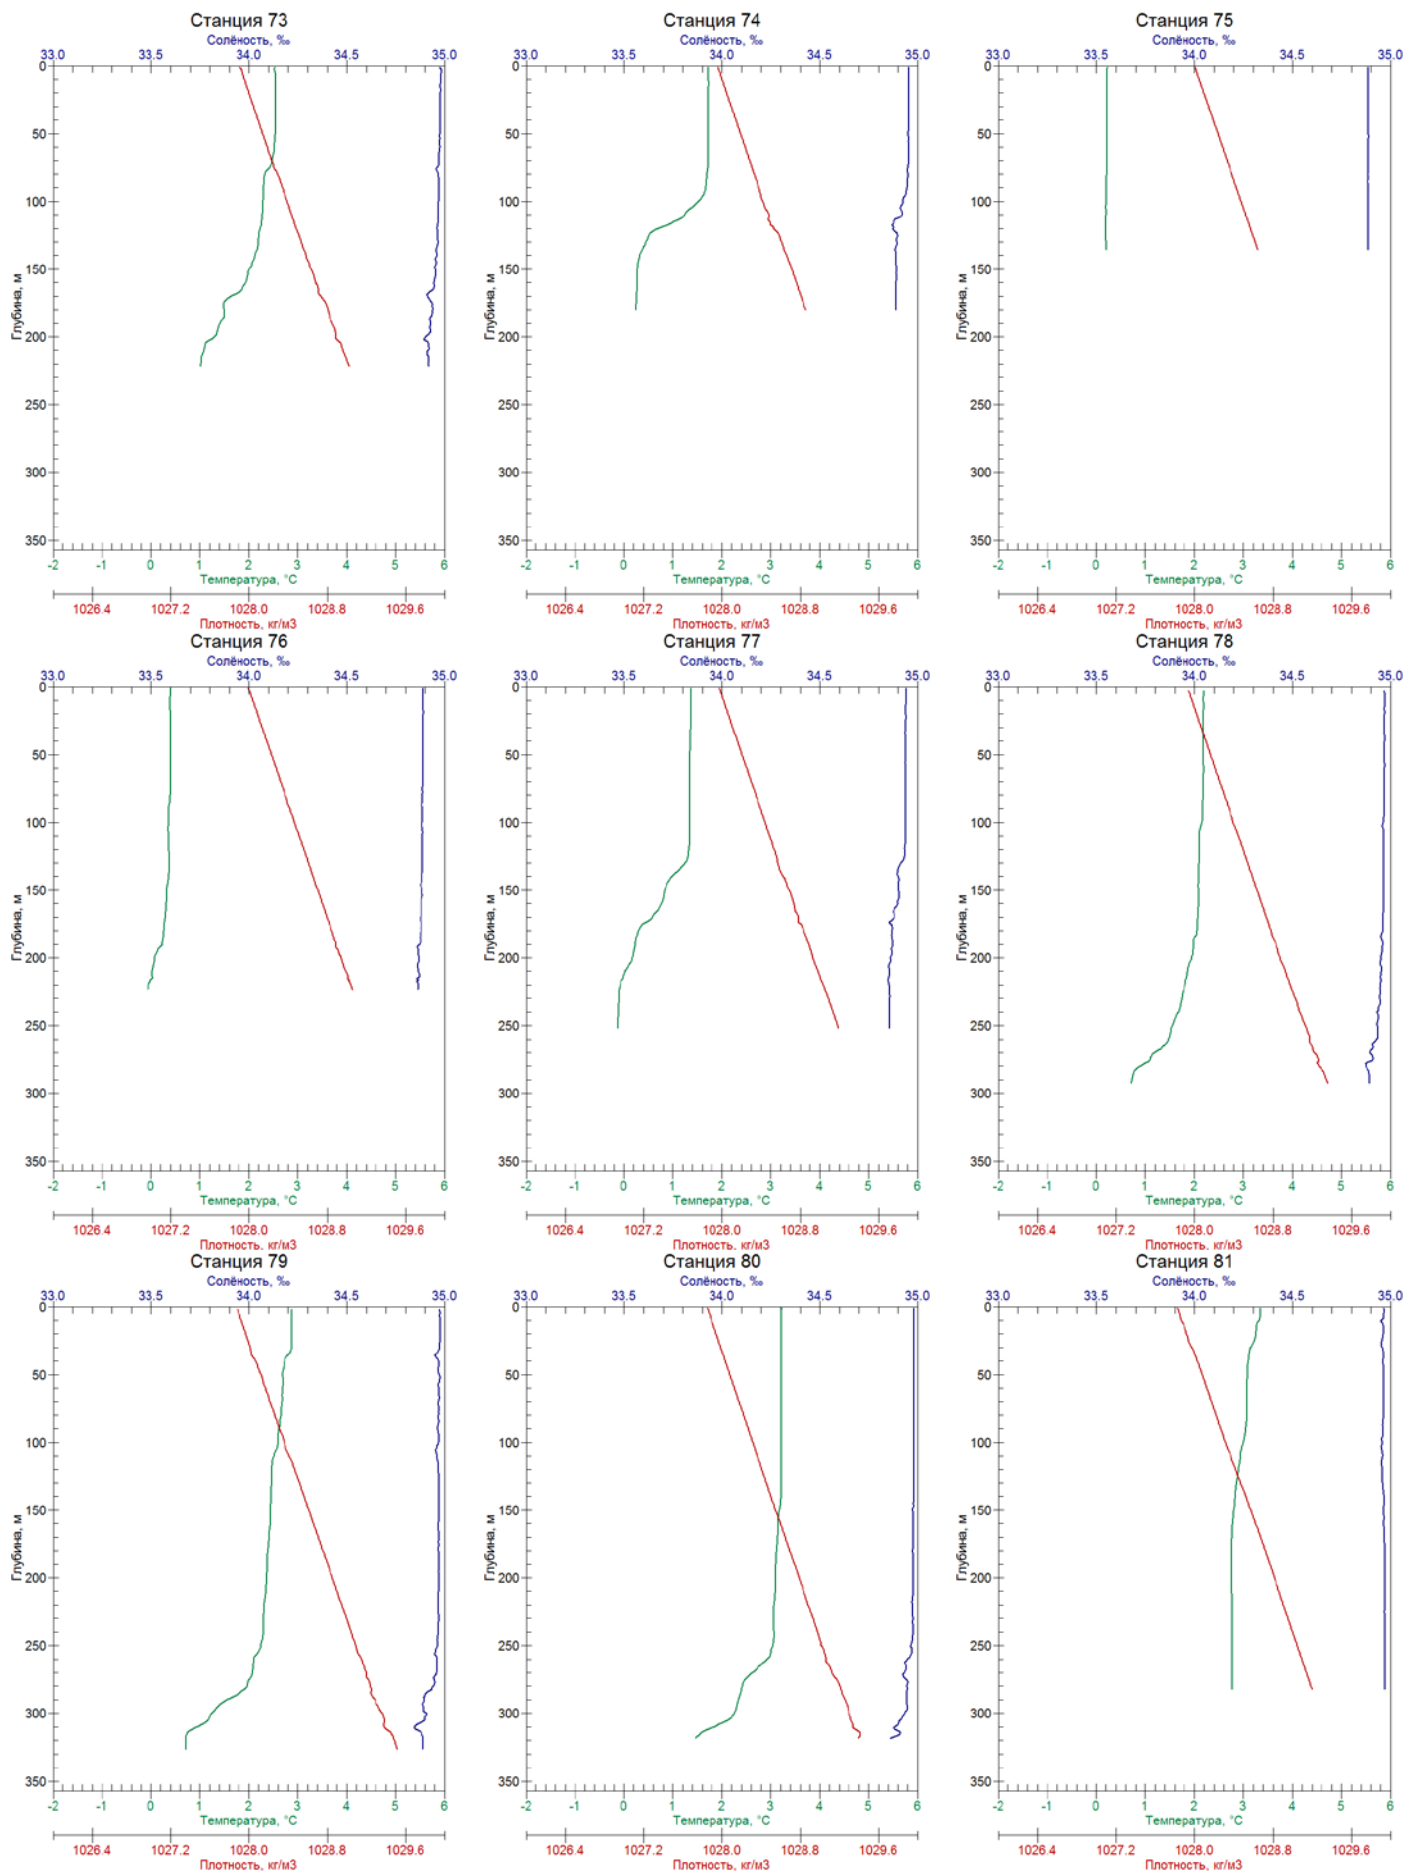 Станция 73 Станция 74 Станция 75
Солёность, ‰ Солёность, ‰ Солёность, ‰
33.0 33.5 34.0 34.5 35.0 33.0 33.5 34.0 34.5 35.0 33.0 33.5 34.0 34.5 35.0
0 0 0
50 50 50
100 100 100
150 150 150
Глубина, м Глубина, м Глубина, м
200 200 200
250 250 250
300 300 300
350 350 350
-2 -1 0 1 2 3 4 5 6 -2 -1 0 1 2 3 4 5 6 -2 -1 0 1 2 3 4 5 6
Температура, °C Температура, °C Температура, °C
1026.4 1027.2 1028.0 1028.8 1029.6 1026.4 1027.2 1028.0 1028.8 1029.6 1026.4 1027.2 1028.0 1028.8 1029.6
Плотность, кг/м3 Плотность, кг/м3 Плотность, кг/м3
Станция 76 Станция 77 Станция 78
Солёность, ‰ Солёность, ‰ Солёность, ‰
33.0 33.5 34.0 34.5 35.0 33.0 33.5 34.0 34.5 35.0 33.0 33.5 34.0 34.5 35.0
0 0 0
50 50 50
100 100 100
150 150 150
Глубина, м Глубина, м Глубина, м
200 200 200
250 250 250
300 300 300
350 350 350
-2 -1 0 1 2 3 4 5 6 -2 -1 0 1 2 3 4 5 6 -2 -1 0 1 2 3 4 5 6
Температура, °C Температура, °C Температура, °C
1026.4 1027.2 1028.0 1028.8 1029.6 1026.4 1027.2 1028.0 1028.8 1029.6 1026.4 1027.2 1028.0 1028.8 1029.6
Плотность, кг/м3 Плотность, кг/м3 Плотность, кг/м3
Станция 79 Станция 80 Станция 81
Солёность, ‰ Солёность, ‰ Солёность, ‰
33.0 33.5 34.0 34.5 35.0 33.0 33.5 34.0 34.5 35.0 33.0 33.5 34.0 34.5 35.0
0 0 0
50 50 50
100 100 100
150 150 150
Глубина, м Глубина, м Глубина, м
200 200 200
250 250 250
300 300 300
350 350 350
-2 -1 0 1 2 3 4 5 6 -2 -1 0 1 2 3 4 5 6 -2 -1 0 1 2 3 4 5 6
Температура, °C Температура, °C Температура, °C
1026.4 1027.2 1028.0 1028.8 1029.6 1026.4 1027.2 1028.0 1028.8 1029.6 1026.4 1027.2 1028.0 1028.8 1029.6
Плотность, кг/м3 Плотность, кг/м3 Плотность, кг/м3